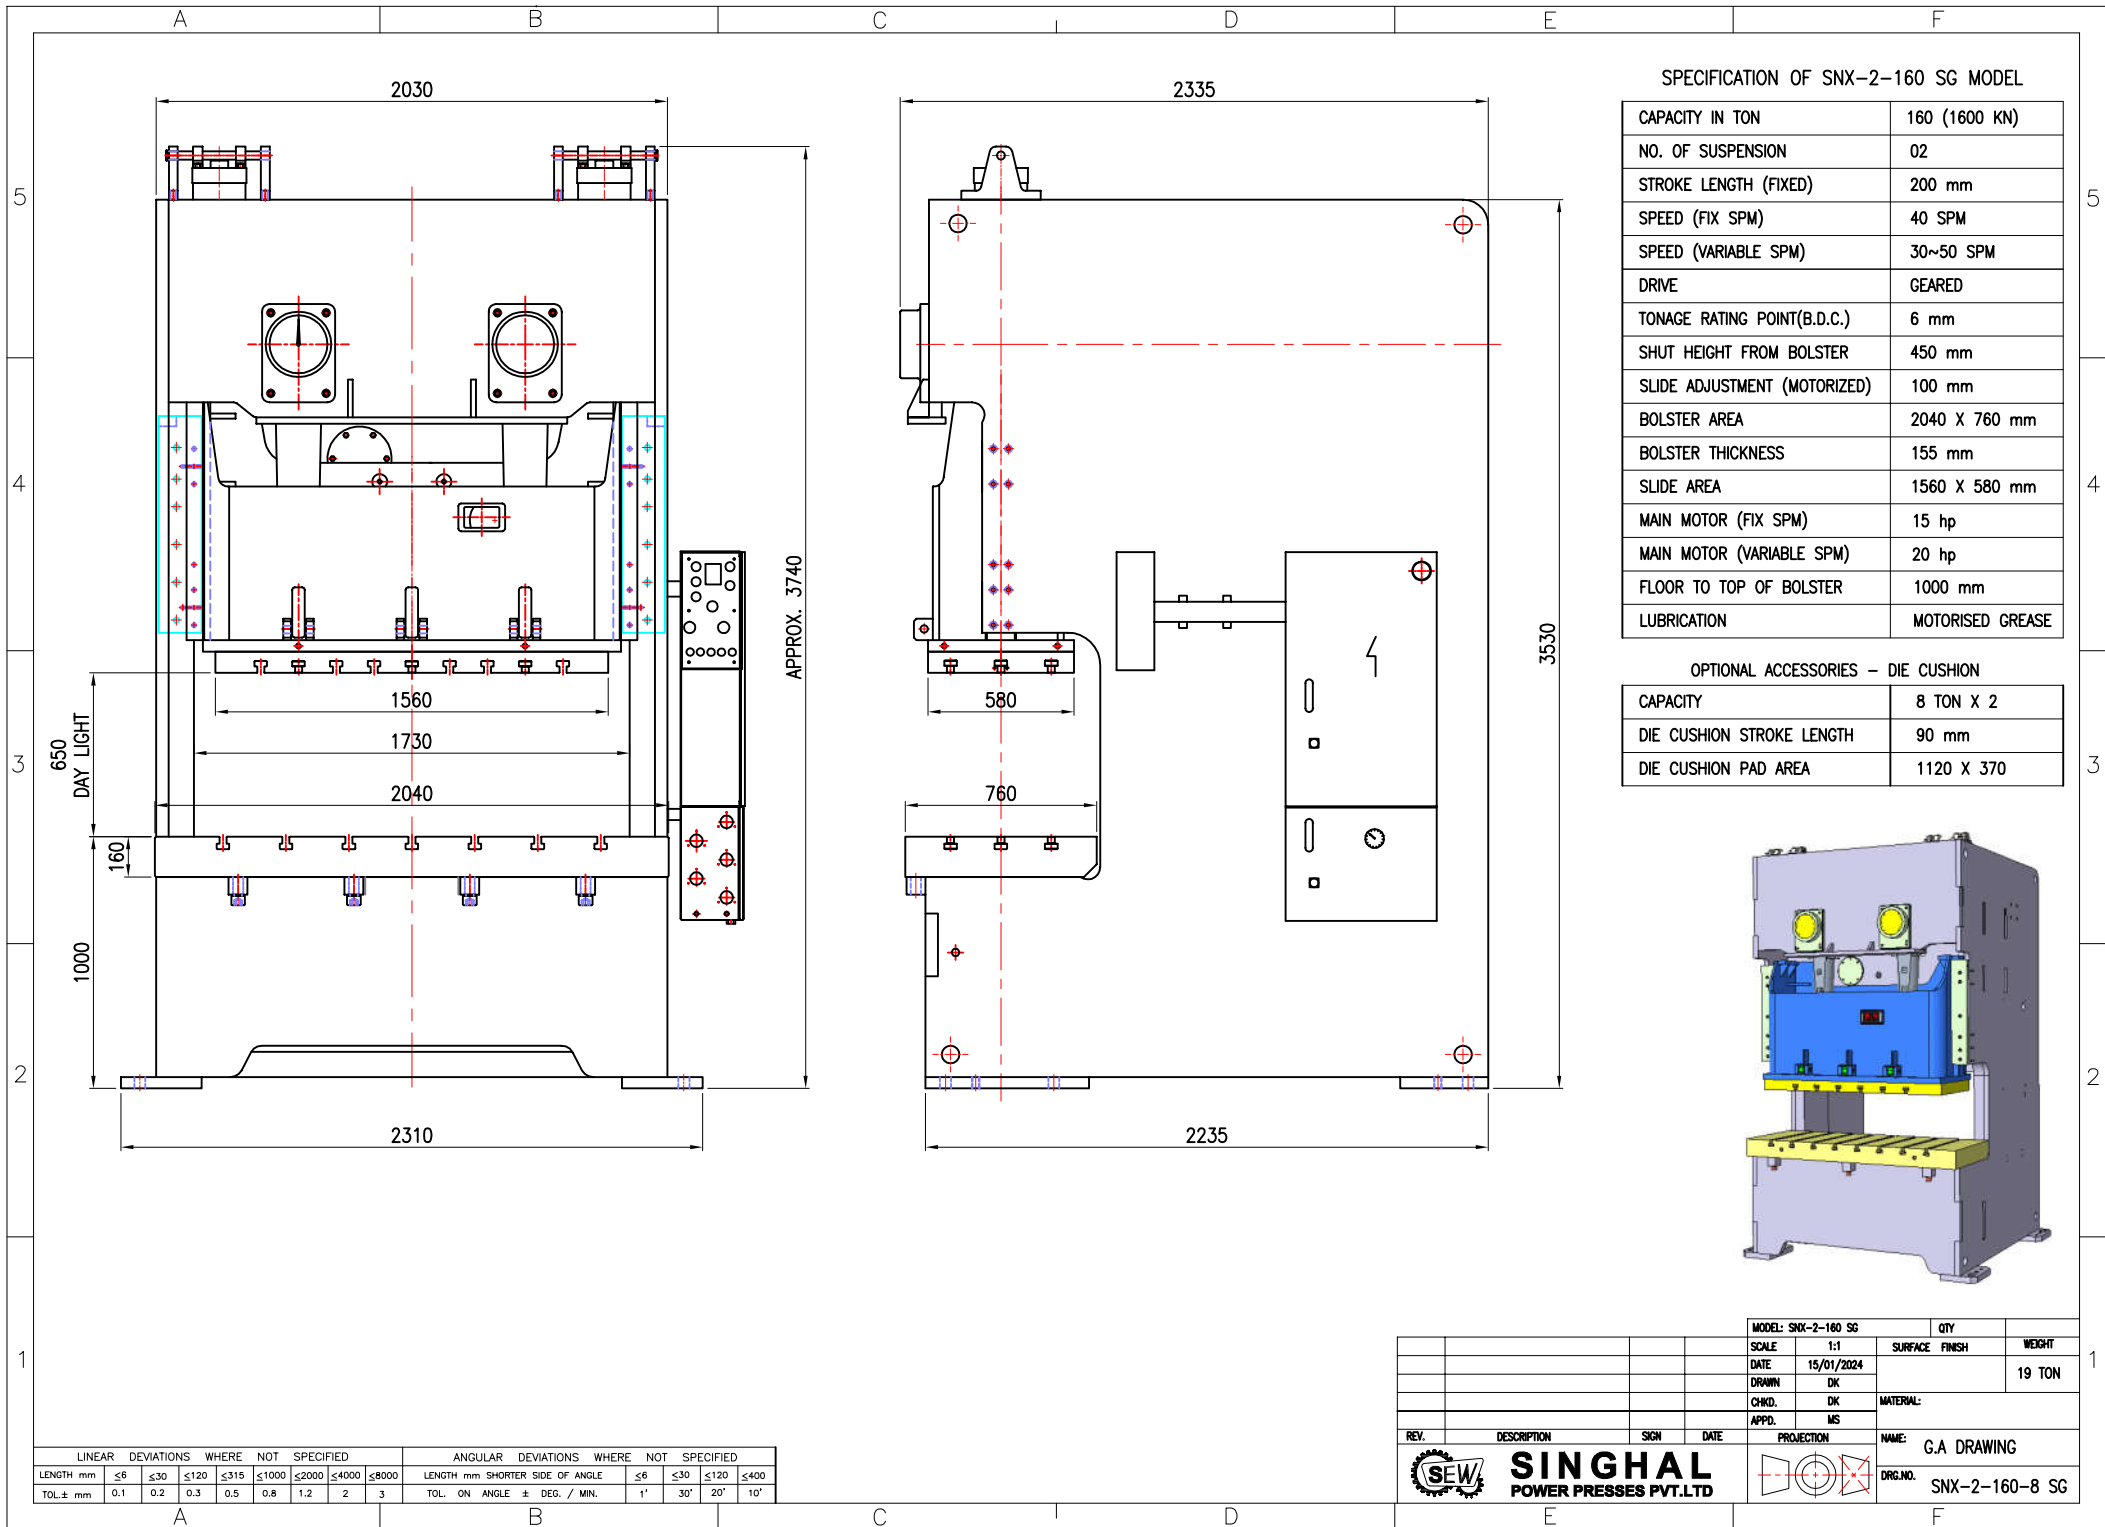 A B C D E F
2030
2335
5 5
APPROX. 3740
3530
4 4
1560
580
650
DAY LIGHT
1730
3 3
2040
760
160
1000
2 2
2310
2235
1 1
SPECIFICATION OF SNX-2-160 SG MODEL
CAPACITY IN TON 160 (1600 KN)
NO. OF SUSPENSION 02
STROKE LENGTH (FIXED) 200 mm
SPEED (FIX SPM) 40 SPM
SPEED (VARIABLE SPM) 30~50 SPM
DRIVE GEARED
TONAGE RATING POINT(B.D.C.) 6 mm
SHUT HEIGHT FROM BOLSTER 450 mm
SLIDE ADJUSTMENT (MOTORIZED) 100 mm
BOLSTER AREA 2040 X 760 mm
BOLSTER THICKNESS 155 mm
SLIDE AREA 1560 X 580 mm
MAIN MOTOR (FIX SPM) 15 hp
MAIN MOTOR (VARIABLE SPM) 20 hp
FLOOR TO TOP OF BOLSTER 1000 mm
LUBRICATION MOTORISED GREASE
OPTIONAL ACCESSORIES - DIE CUSHION
CAPACITY 8 TON X 2
DIE CUSHION STROKE LENGTH 90 mm
DIE CUSHION PAD AREA 1120 X 370
LINEAR DEVIATIONS WHERE NOT SPECIFIED
LENGTH mm ≤6 ≤30 ≤120 ≤315 ≤1000 ≤2000 ≤4000 ≤8000
TOL.± mm 0.1 0.2 0.3 0.5 0.8 1.2 2 3
ANGULAR DEVIATIONS WHERE NOT SPECIFIED
LENGTH mm SHORTER SIDE OF ANGLE ≤6 ≤30 ≤120 ≤400
TOL. ON ANGLE ± DEG. / MIN. 1° 30' 20' 10'
MODEL: SNX-2-160 SG QTY
SCALE 1:1 SURFACE FINISH WEIGHT
DATE 15/01/2024 19 TON
DRAWN DK
CHKD. DK MATERIAL:
APPD. MS
REV. DESCRIPTION SIGN DATE PROJECTION NAME: G.A DRAWING
SEW SINGHAL
POWER PRESSES PVT.LTD
DRG.NO. SNX-2-160-8 SG
A B C D E F